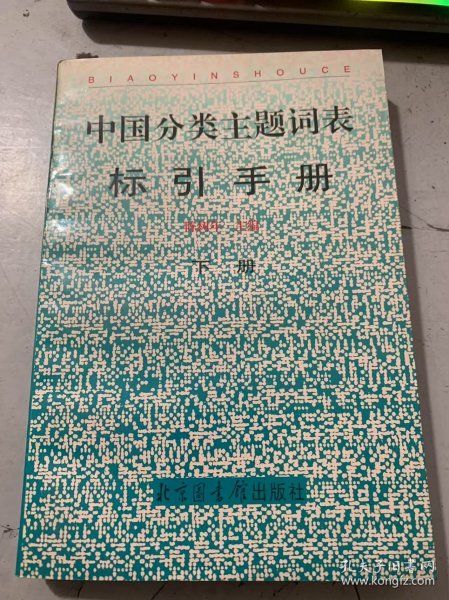 BIAOYINSHOUCE
中国分类主题词表
标引手册
主编
下册
北京图书馆出版社
孔夫子旧书网
www.kongfz.com